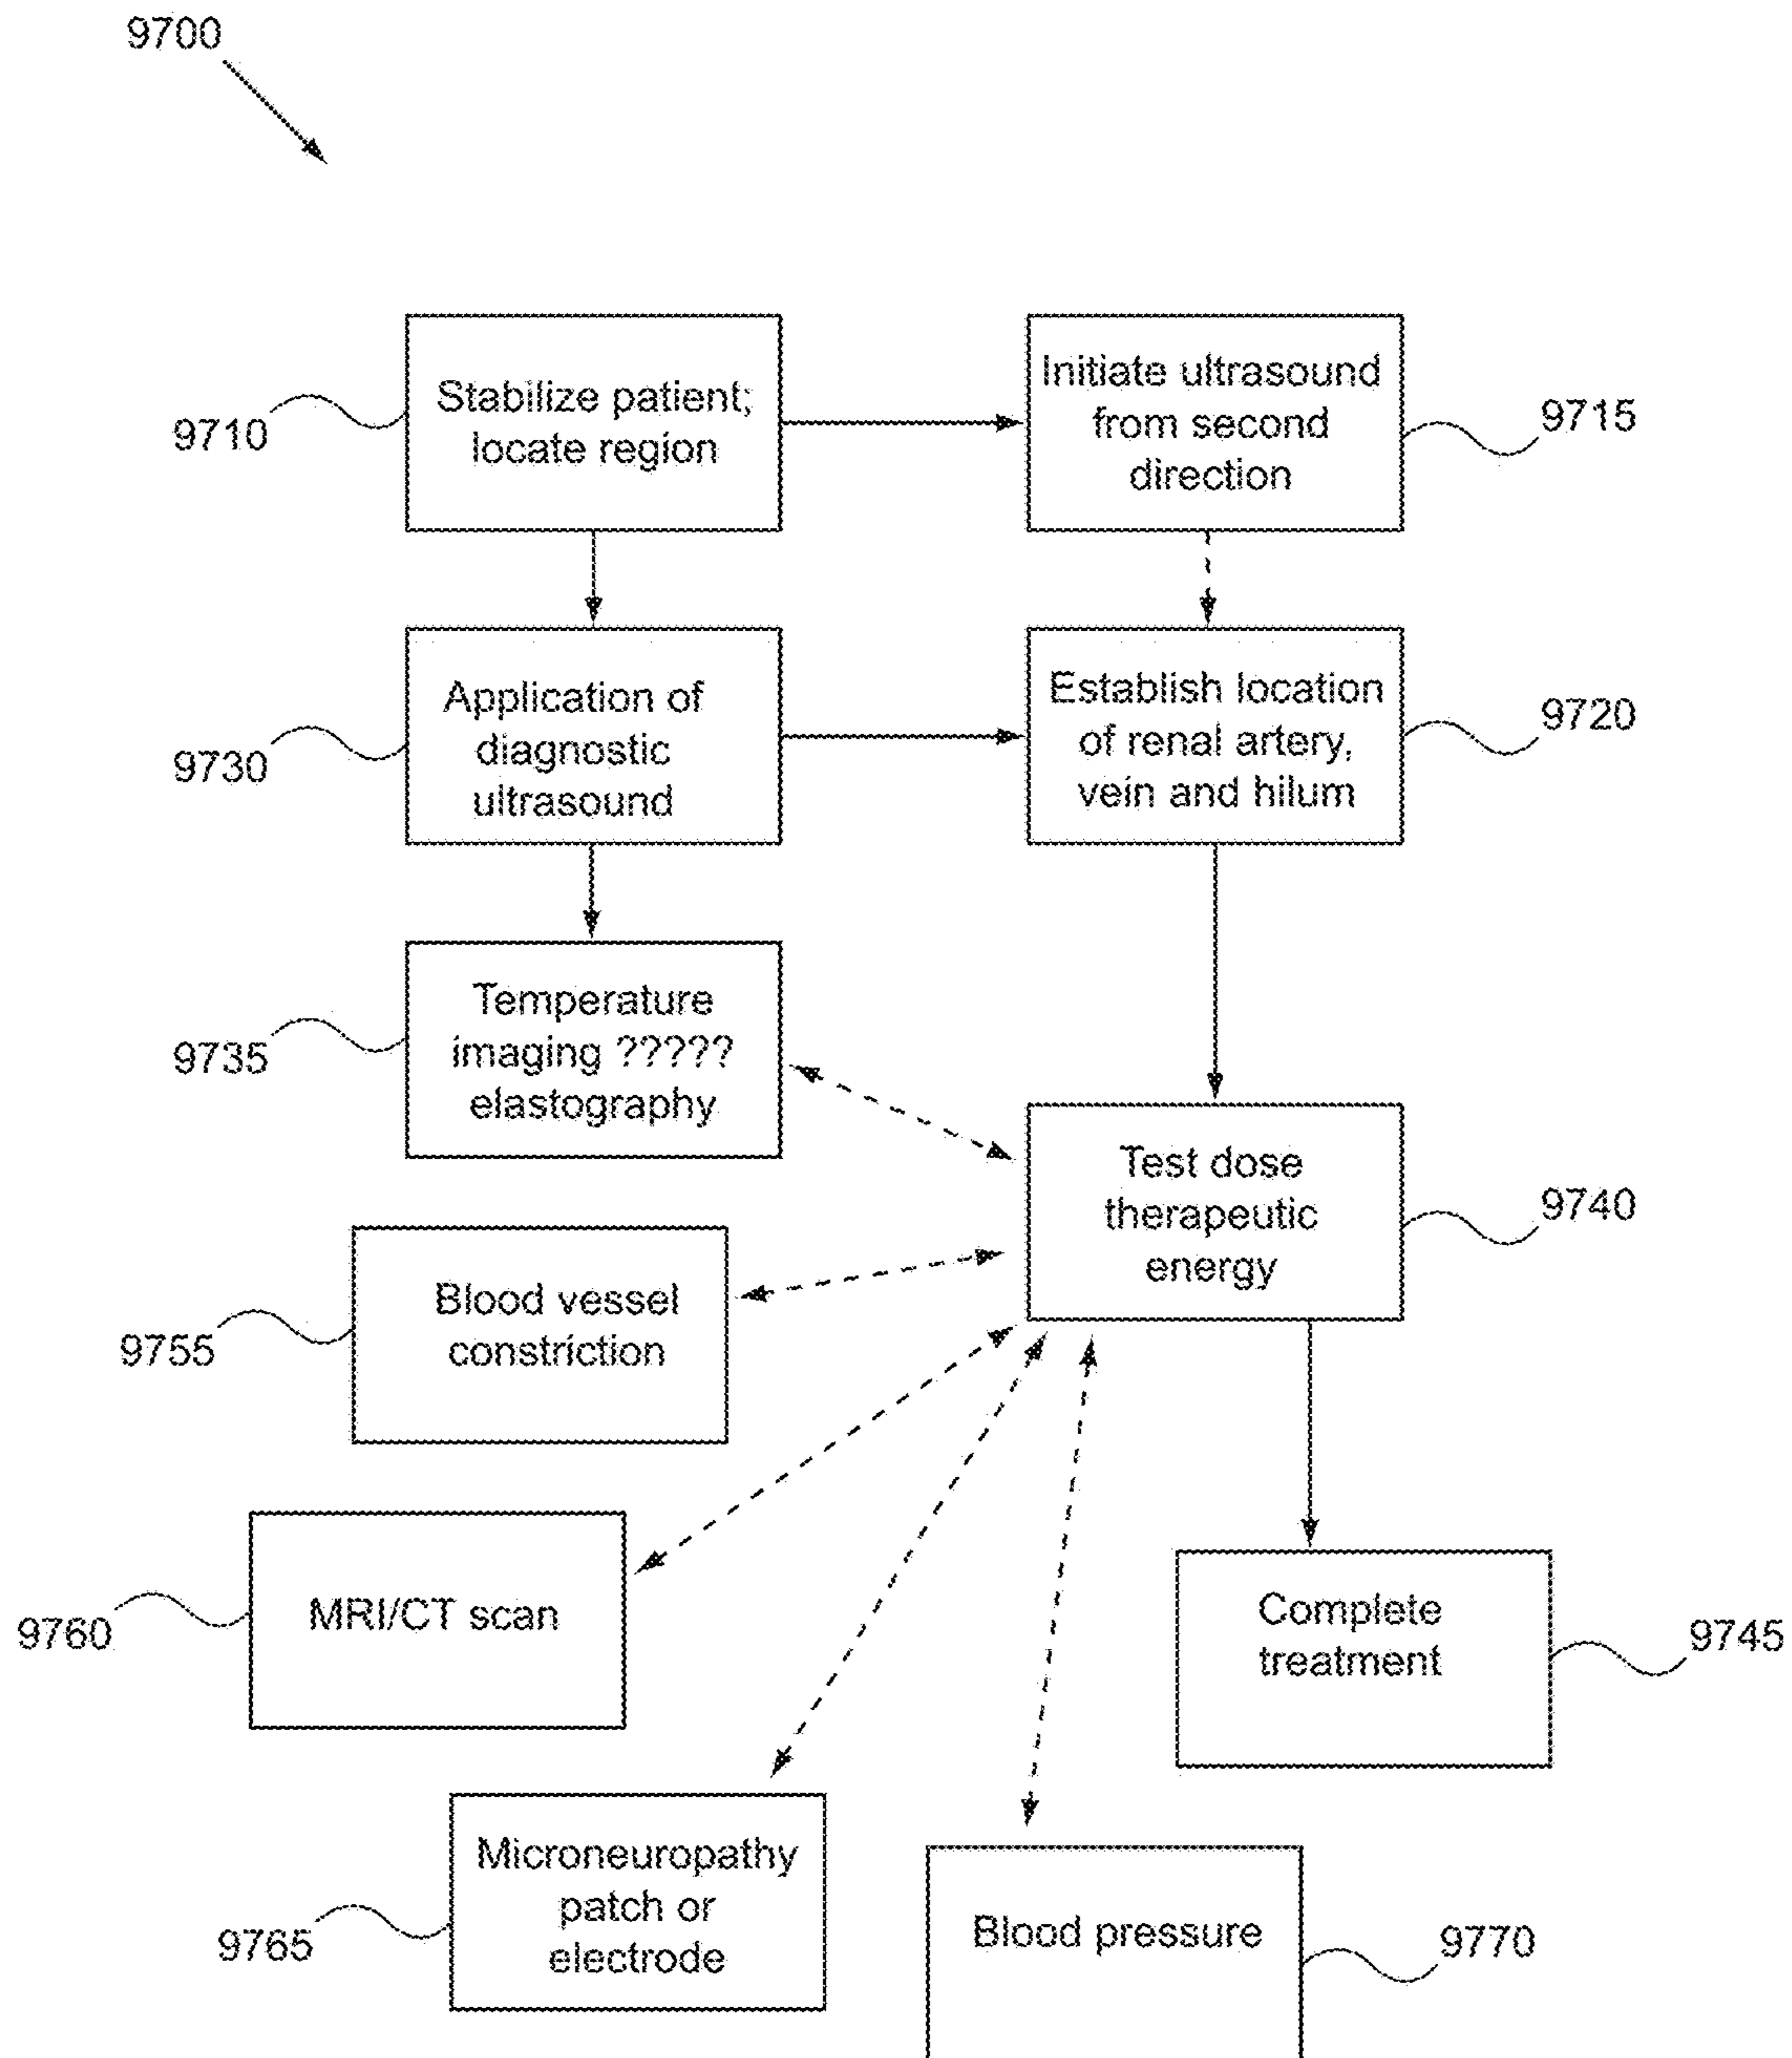 9700
Stabilize patient;
locate region
9710
Initiate ultrasound
from second
direction
9715
Application of
diagnostic
ultrasound
9730
Establish location
of renal artery,
vein and hilum
9720
Temperature
imaging ?????
elastography
9735
Test dose
therapeutic
energy
9740
Blood vessel
constriction
9755
MRI/CT scan
9760
Complete
treatment
9745
Microneuropathy
patch or
electrode
9765
Blood pressure
9770